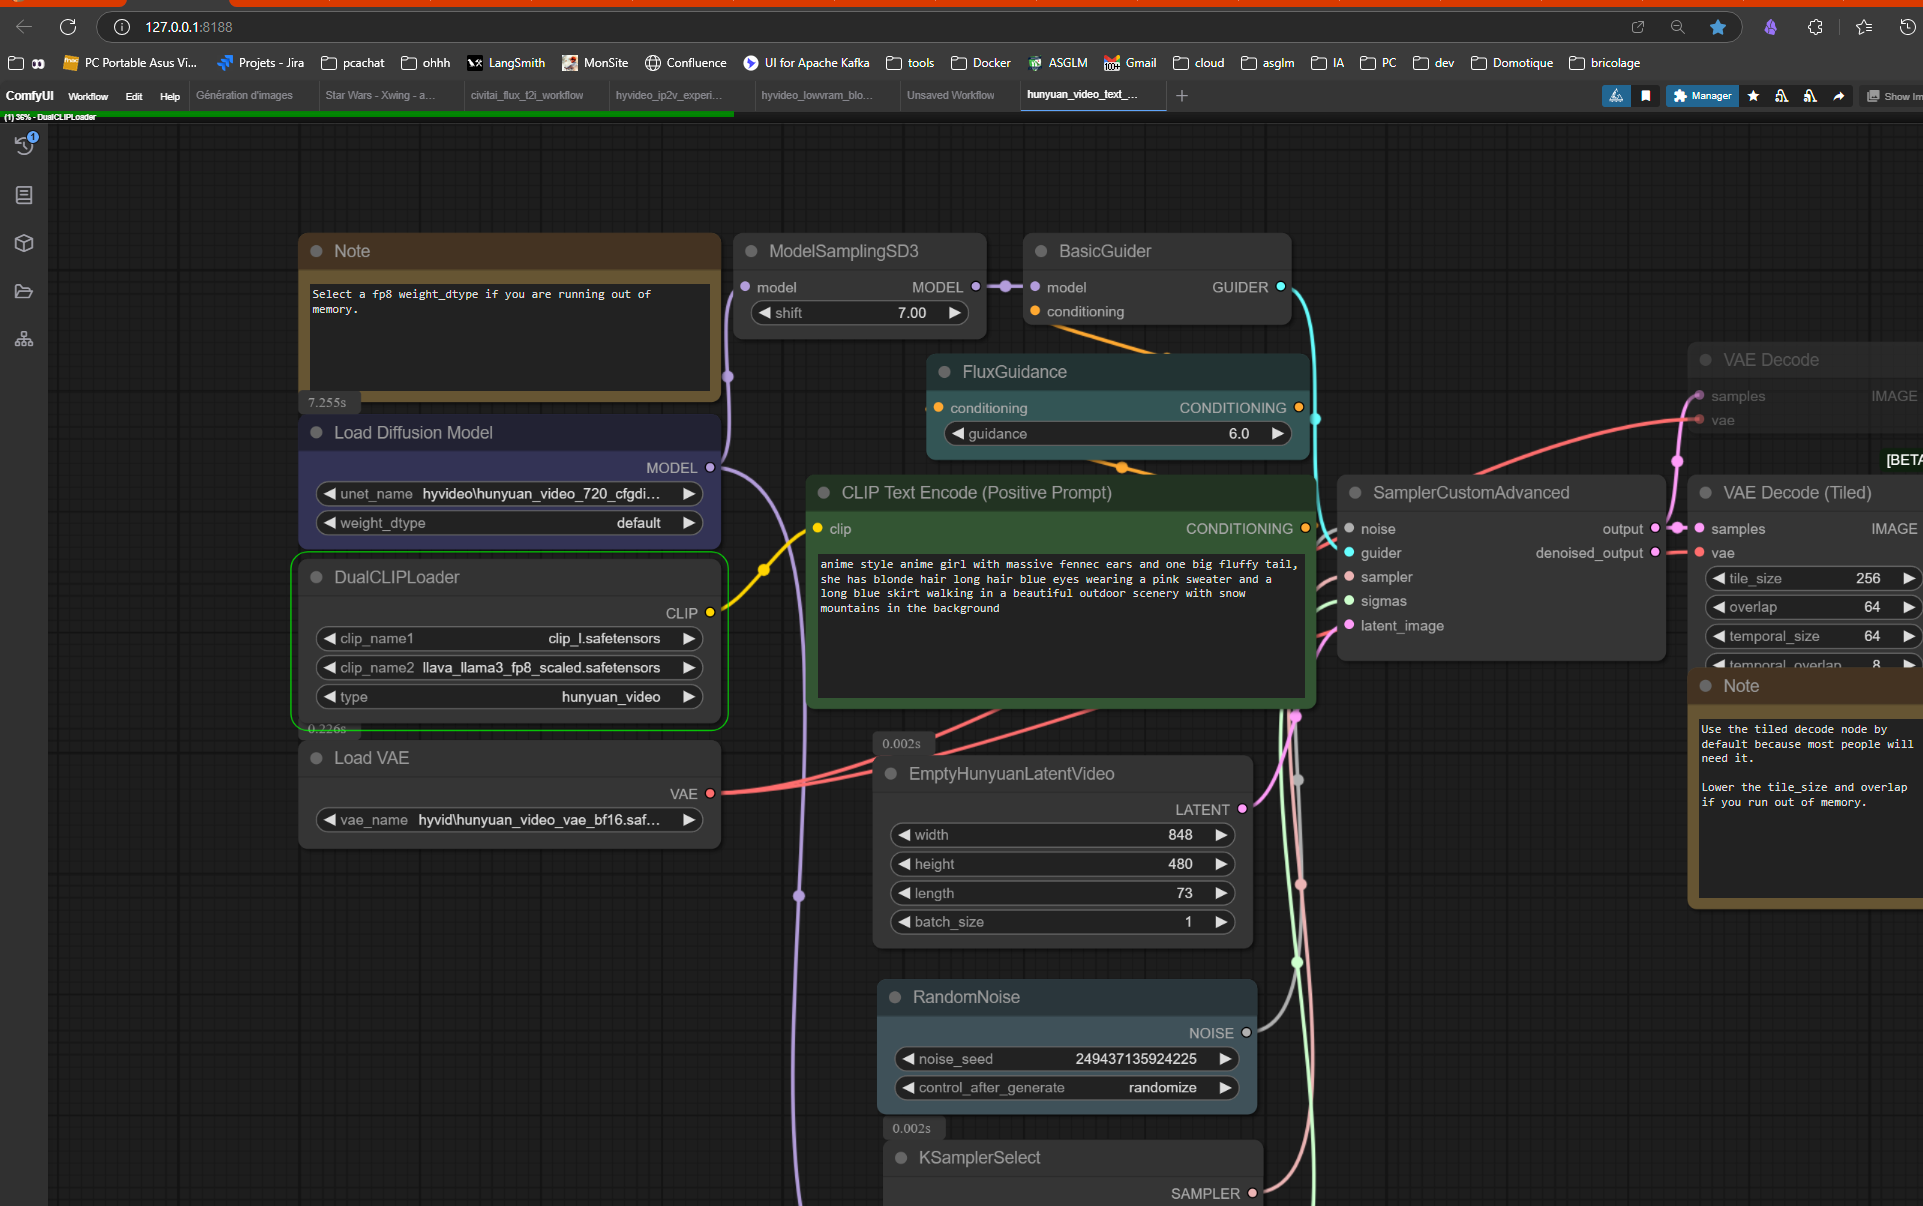 127.0.0.1:8188
PC Portable Asus Vi...
Projets - Jira
pcachat
ohhh
LangSmith
MonSite
Confluence
UI for Apache Kafka
tools
Docker
ASGLM
Gmail
cloud
asglm
IA
PC
dev
Domotique
bricolage
ComfyUI
Workflow
Edit
Help
Génération d'images
Star Wars - Xwing - a...
civitai_flux_t2i_workflow
hyvideo_ip2v_experi...
hyvideo_lowvram_blo...
Unsaved Workflow
hunyuan_video_text_...
Manager
Show Im
(1) 36% - DualCLIPLoader
1
Note
Select a fp8 weight_dtype if you are running out of
memory.
7.255s
Load Diffusion Model
MODEL
unet_name hyvideo\hunyuan_video_720_cfgdi...
weight_dtype default
DualCLIPLoader
CLIP
clip_name1 clip_l.safetensors
clip_name2 llava_llama3_fp8_scaled.safetensors
type hunyuan_video
0.226s
Load VAE
VAE
vae_name hyvid\hunyuan_video_vae_bf16.saf...
ModelSamplingSD3
model MODEL
shift 7.00
BasicGuider
model GUIDER
conditioning
FluxGuidance
conditioning CONDITIONING
guidance 6.0
CLIP Text Encode (Positive Prompt)
clip CONDITIONING
anime style anime girl with massive fennec ears and one big fluffy tail,
she has blonde hair long hair blue eyes wearing a pink sweater and a
long blue skirt walking in a beautiful outdoor scenery with snow
mountains in the background
0.002s
EmptyHunyuanLatentVideo
LATENT
width 848
height 480
length 73
batch_size 1
RandomNoise
NOISE
noise_seed 249437135924225
control_after_generate randomize
0.002s
KSamplerSelect
SAMPLER
SamplerCustomAdvanced
noise output
guider denoised_output
sampler
sigmas
latent_image
VAE Decode
samples IMAGE
vae
[BETA
VAE Decode (Tiled)
samples IMAGE
vae
tile_size 256
overlap 64
temporal_size 64
temporal_overlap 8
Note
Use the tiled decode node by
default because most people will
need it.
Lower the tile_size and overlap
if you run out of memory.